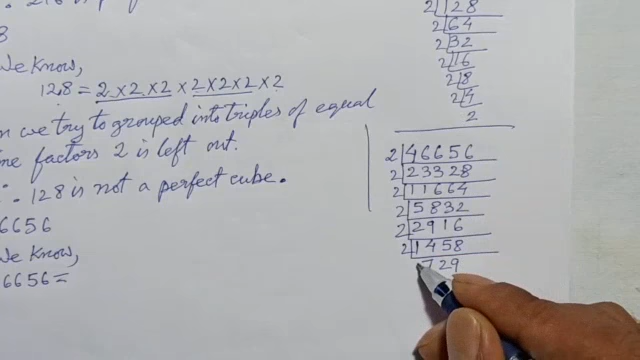 We Know,
128 = 2 × 2 × 2 × 2 × 2 × 2 × 2
we try to grouped into triples of equal
factors 2 is left out.
∴ 128 is not a perfect cube.
6656
We Know,
6656 =
2 128
2 64
2 32
2 16
2 8
2 4
2
2 46656
2 23328
2 11664
2 5832
2 2916
2 1458
729